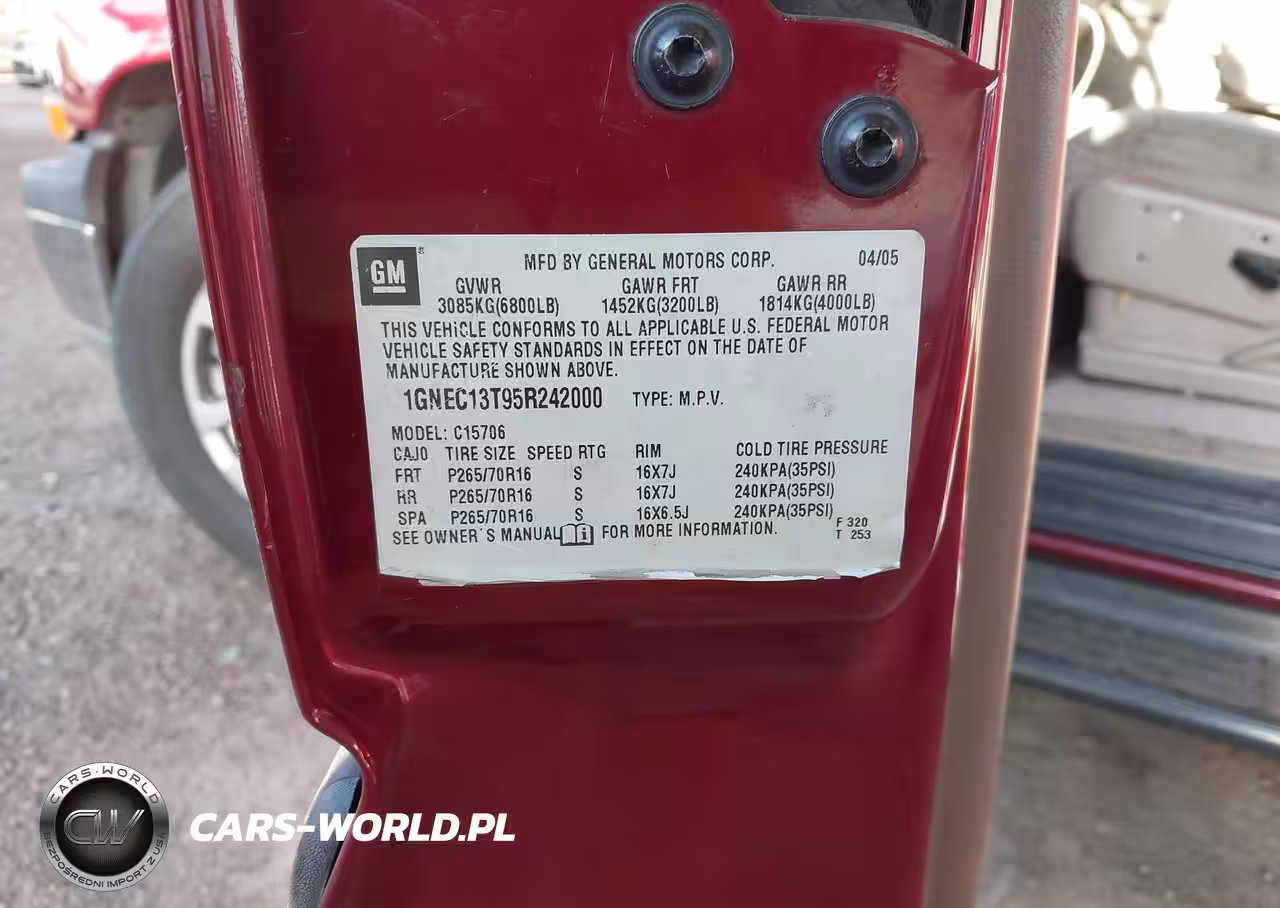 GM
MFD BY GENERAL MOTORS CORP. 04/05
GVWR GAWR FRT GAWR RR
3085KG(6800LB) 1452KG(3200LB) 1814KG(4000LB)
THIS VEHICLE CONFORMS TO ALL APPLICABLE U.S. FEDERAL MOTOR
VEHICLE SAFETY STANDARDS IN EFFECT ON THE DATE OF
MANUFACTURE SHOWN ABOVE.
1GNEC13T95R242000 TYPE: M.P.V.
MODEL: C15706
CAJO TIRE SIZE SPEED RTG RIM COLD TIRE PRESSURE
FRT P265/70R16 S 16X7J 240KPA(35PSI)
RR P265/70R16 S 16X7J 240KPA(35PSI)
SPA P265/70R16 S 16X6.5J 240KPA(35PSI)
SEE OWNER'S MANUAL FOR MORE INFORMATION.
F 320
T 253
CARS-WORLD
CW
BEZPOŚREDNI IMPORT Z USA
CARS-WORLD.PL